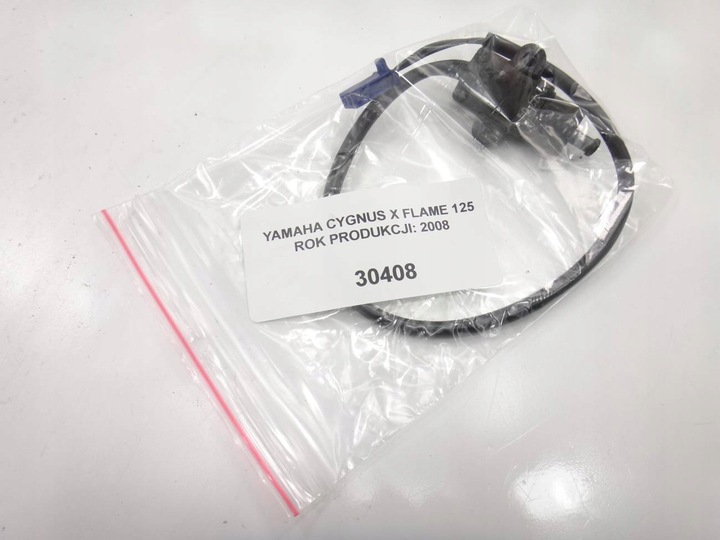 YAMAHA CYGNUS X FLAME 125
ROK PRODUKCJI: 2008
30408